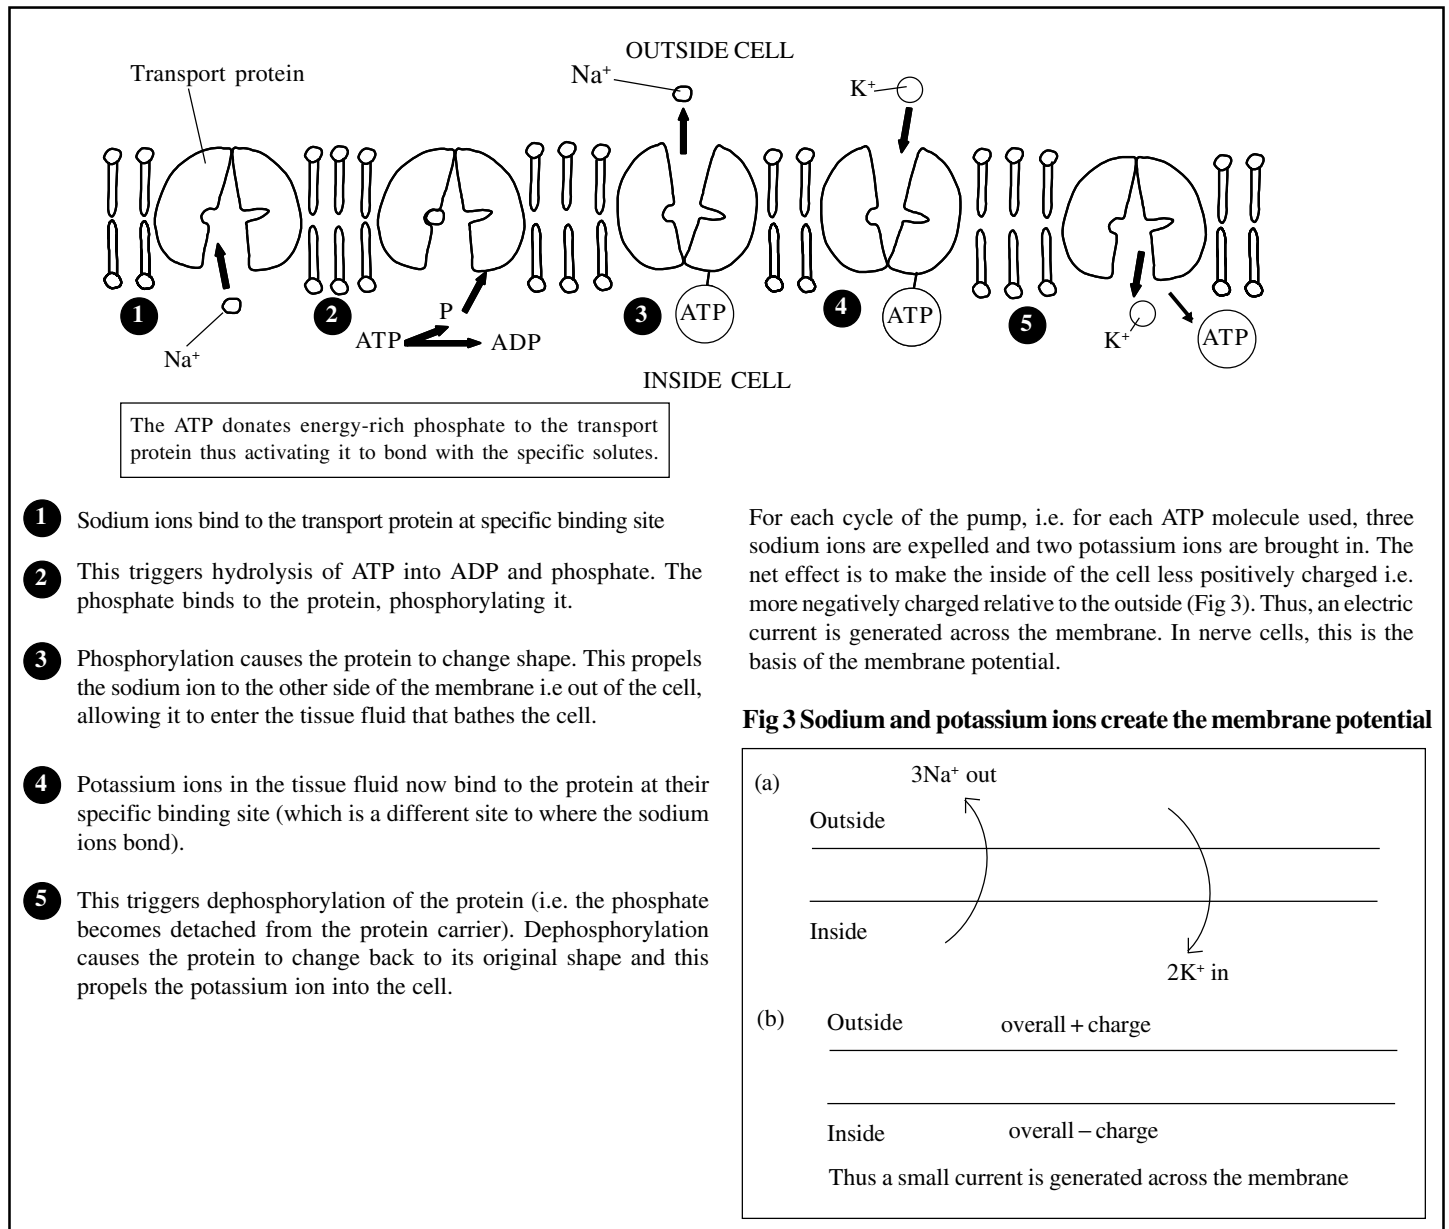 OUTSIDE CELL
Transport protein
Na⁺
K⁺
1
Na⁺
2
ATP
P
ADP
3
ATP
4
ATP
5
K⁺
ATP
INSIDE CELL
The ATP donates energy-rich phosphate to the transport
protein thus activating it to bond with the specific solutes.
1 Sodium ions bind to the transport protein at specific binding site
2 This triggers hydrolysis of ATP into ADP and phosphate. The
phosphate binds to the protein, phosphorylating it.
3 Phosphorylation causes the protein to change shape. This propels
the sodium ion to the other side of the membrane i.e out of the cell,
allowing it to enter the tissue fluid that bathes the cell.
4 Potassium ions in the tissue fluid now bind to the protein at their
specific binding site (which is a different site to where the sodium
ions bond).
5 This triggers dephosphorylation of the protein (i.e. the phosphate
becomes detached from the protein carrier). Dephosphorylation
causes the protein to change back to its original shape and this
propels the potassium ion into the cell.
For each cycle of the pump, i.e. for each ATP molecule used, three
sodium ions are expelled and two potassium ions are brought in. The
net effect is to make the inside of the cell less positively charged i.e.
more negatively charged relative to the outside (Fig 3). Thus, an electric
current is generated across the membrane. In nerve cells, this is the
basis of the membrane potential.
Fig 3 Sodium and potassium ions create the membrane potential
(a)
3Na⁺ out
Outside
Inside
2K⁺ in
(b)
Outside overall + charge
Inside overall − charge
Thus a small current is generated across the membrane